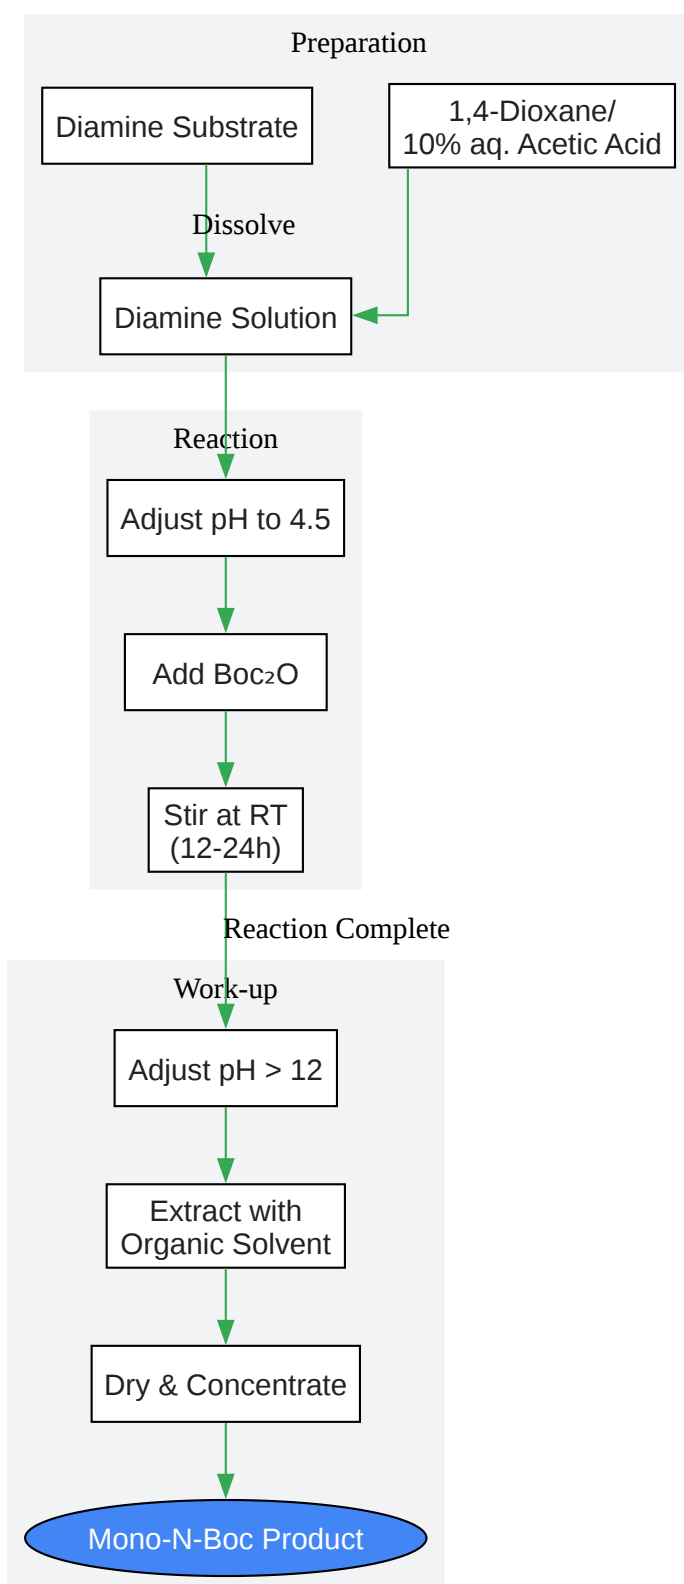 Preparation
Diamine Substrate
1,4-Dioxane/
10% aq. Acetic Acid
Dissolve
Diamine Solution
Reaction
Adjust pH to 4.5
Add Boc₂O
Stir at RT
(12-24h)
Reaction Complete
Work-up
Adjust pH > 12
Extract with
Organic Solvent
Dry & Concentrate
Mono-N-Boc Product